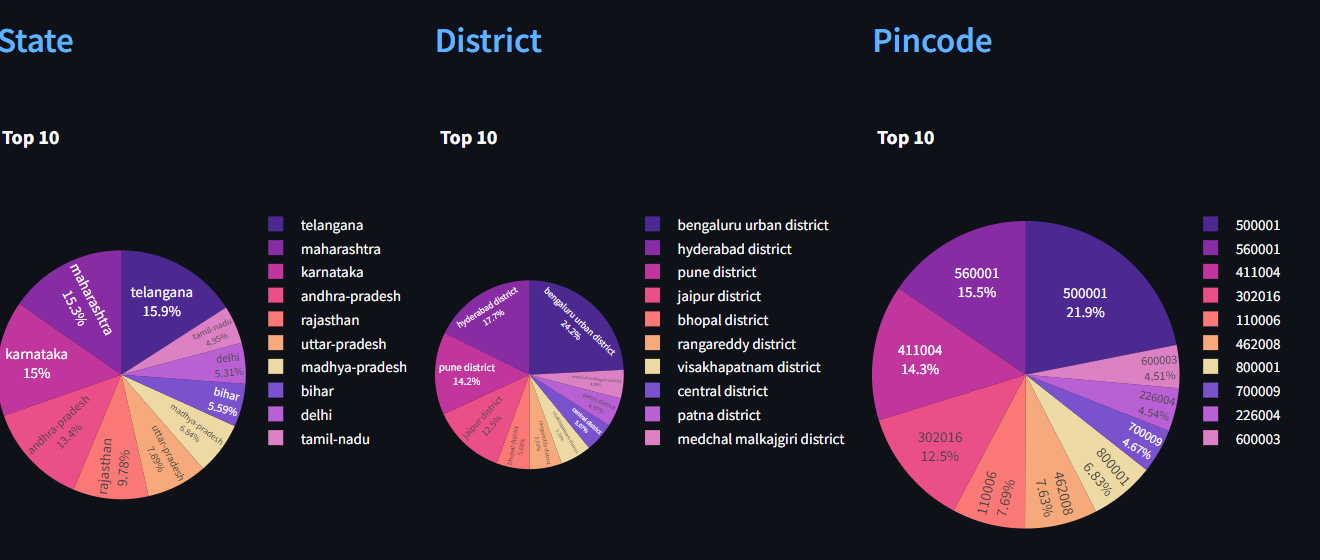 State
District
Pincode
Top 10
Top 10
Top 10
telangana
15.9%
maharashtra
15.3%
karnataka
15%
andhra-pradesh
13.4%
rajasthan
9.78%
uttar-pradesh
7.89%
madhya-pradesh
6.84%
bihar
5.59%
delhi
5.31%
tamil-nadu
4.95%
telangana
maharashtra
karnataka
andhra-pradesh
rajasthan
uttar-pradesh
madhya-pradesh
bihar
delhi
tamil-nadu
bengaluru urban district
24.2%
hyderabad district
17.7%
pune district
14.2%
jaipur district
12.5%
bhopal district
rangareddy district
visakhapatnam district
central district
5.07%
patna district
medchal malkajgiri district
bengaluru urban district
hyderabad district
pune district
jaipur district
bhopal district
rangareddy district
visakhapatnam district
central district
patna district
medchal malkajgiri district
500001
21.9%
560001
15.5%
411004
14.3%
302016
12.5%
110006
7.69%
462008
7.63%
800001
6.83%
700009
4.67%
226004
4.54%
600003
4.51%
500001
560001
411004
302016
110006
462008
800001
700009
226004
600003